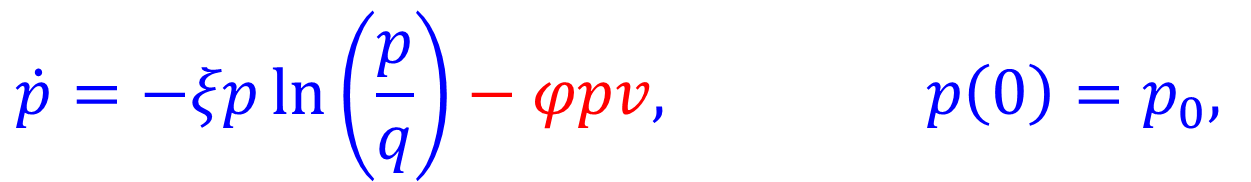 ṗ = −ξp ln(p/q) − φpv, p(0) = p₀,